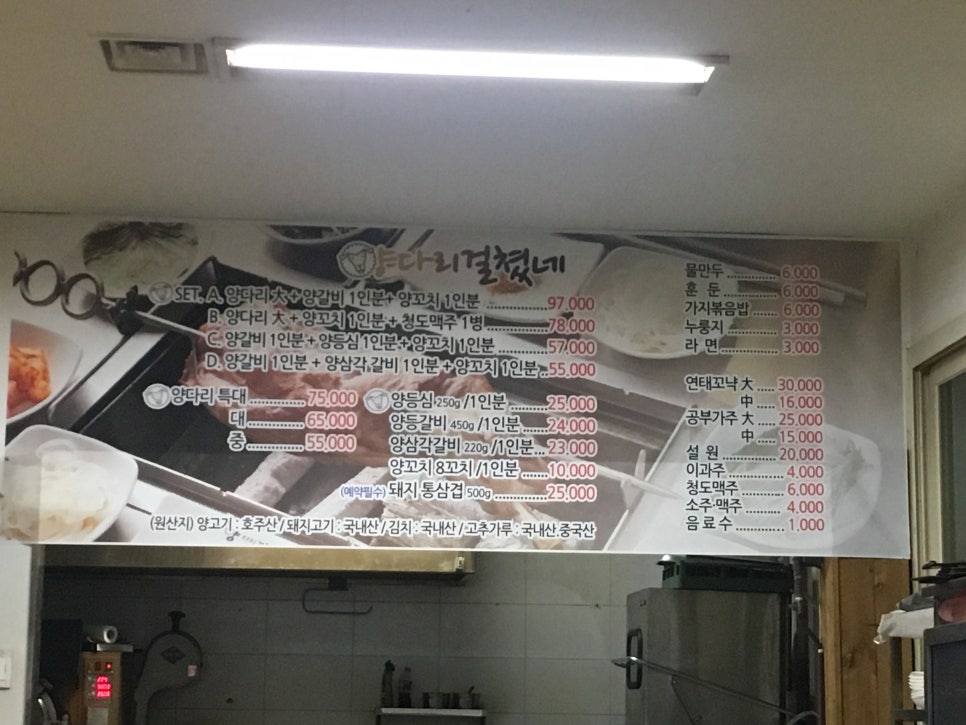 양다리걸쳤네
SET. A. 양다리 大 + 양갈비 1인분 + 양꼬치 1인분 ............ 97,000
B. 양다리 大 + 양꼬치 1인분 + 청도맥주 1병 ............ 78,000
C. 양갈비 1인분 + 양등심 1인분 + 양꼬치 1인분 ............ 57,000
D. 양갈비 1인분 + 양삼각,갈비 1인분 + 양꼬치 1인분 .. 55,000
양다리 특대 ............ 75,000
대 ............ 65,000
중 ............ 55,000
양등심 250g /1인분 ........ 25,000
양등갈비 450g /1인분 ........ 24,000
양삼각갈비 220g /1인분... 23,000
양꼬치 8꼬치 /1인분 ........ 10,000
(예약필수) 돼지 통삼겹 500g ............ 25,000
(원산지) 양고기 : 호주산 / 돼지고기 : 국내산 / 김치 : 국내산 / 고추가루 : 국내산.중국산
물만두 ........ 6,000
훈 둔 ........ 6,000
가지볶음밥 ..... 6,000
누룽지 ........ 3,000
라 면 ........ 3,000
연태꼬냑 大 ..... 30,000
中 ..... 16,000
공부가주 大 ..... 25,000
中 ..... 15,000
설 원 ........ 20,000
이과주 ........ 4,000
청도맥주 ........ 6,000
소주·맥주 ........ 4,000
음료수 ........ 1,000